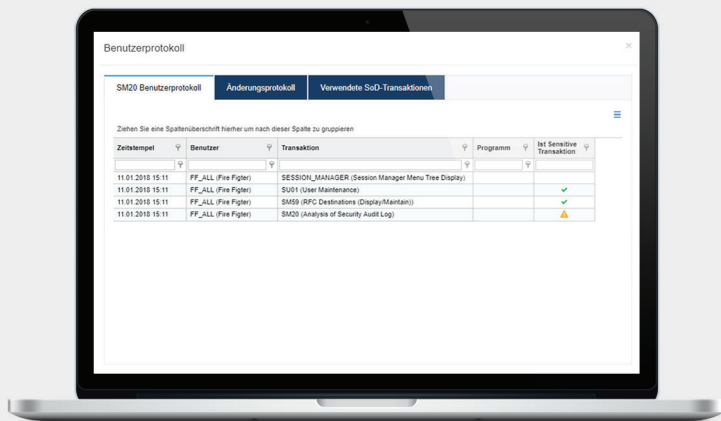 Benutzerprotokoll
SM20 Benutzerprotokoll Änderungsprotokoll Verwendete SoD-Transaktionen
Ziehen Sie eine Spaltenüberschrift hierher um nach dieser Spalte zu gruppieren
Zeitstempel Benutzer Transaktion Programm Ist Sensitive Transaktion
11.01.2018 15:11 FF_ALL (Fire Figter) SESSION_MANAGER (Session Manager Menu Tree Display)
11.01.2018 15:11 FF_ALL (Fire Figter) SU01 (User Maintenance)
11.01.2018 15:11 FF_ALL (Fire Figter) SM59 (RFC Destinations (Display/Maintain))
11.01.2018 15:11 FF_ALL (Fire Figter) SM20 (Analysis of Security Audit Log)